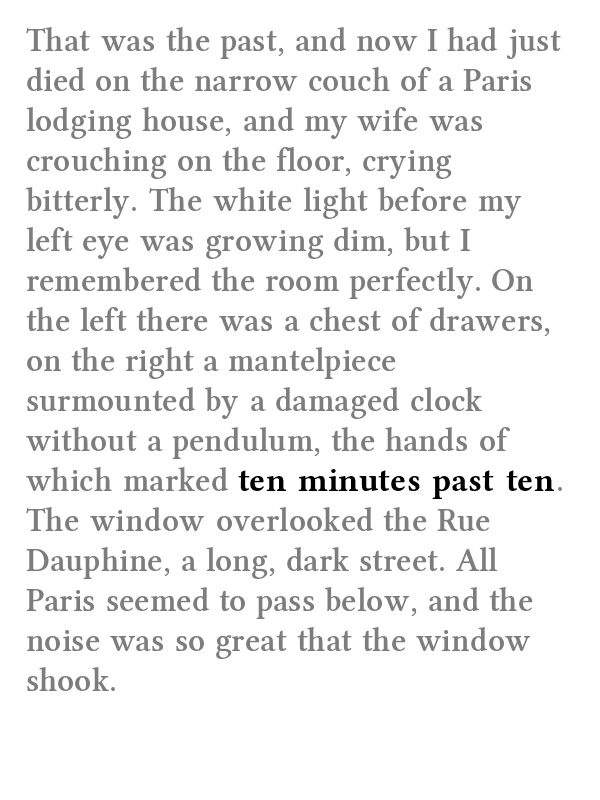 That was the past, and now I had just
died on the narrow couch of a Paris
lodging house, and my wife was
crouching on the floor, crying
bitterly. The white light before my
left eye was growing dim, but I
remembered the room perfectly. On
the left there was a chest of drawers,
on the right a mantelpiece
surmounted by a damaged clock
without a pendulum, the hands of
which marked ten minutes past ten.
The window overlooked the Rue
Dauphine, a long, dark street. All
Paris seemed to pass below, and the
noise was so great that the window
shook.